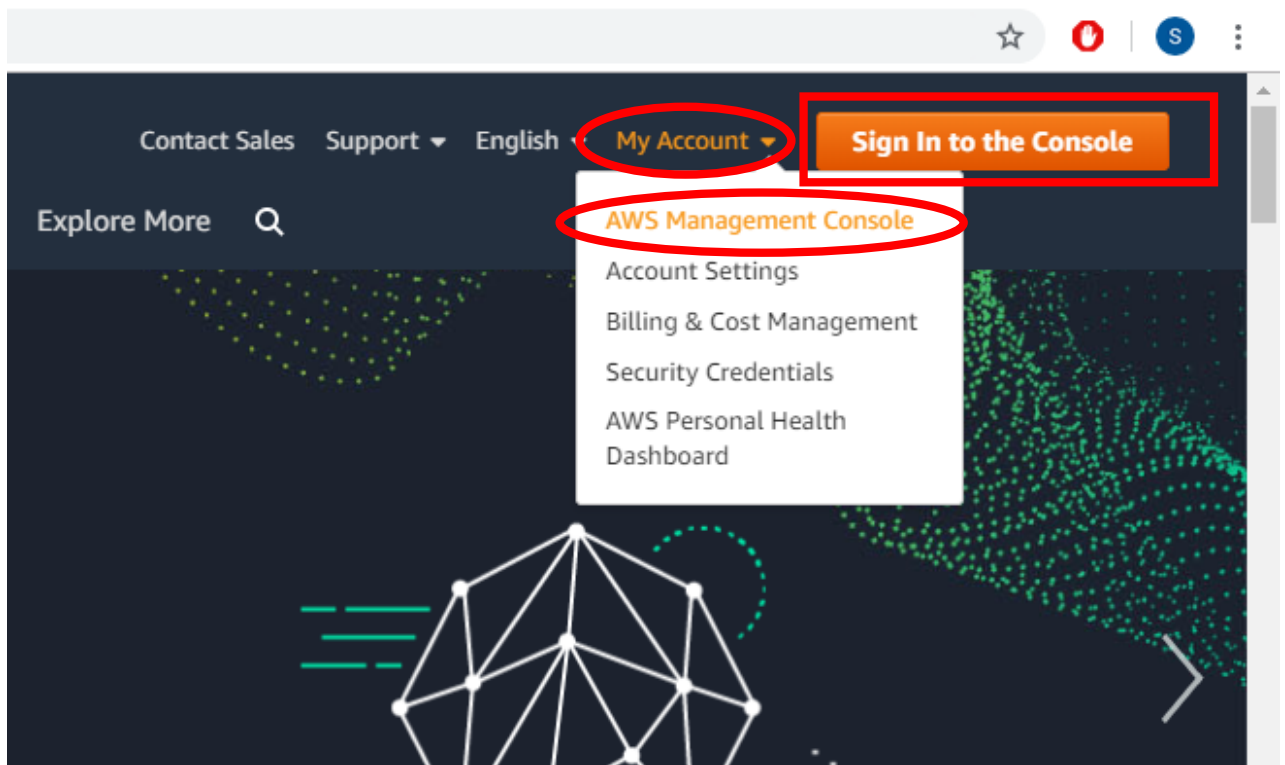 S
Contact Sales Support English My Account Sign In to the Console
Explore More
AWS Management Console
Account Settings
Billing & Cost Management
Security Credentials
AWS Personal Health
Dashboard